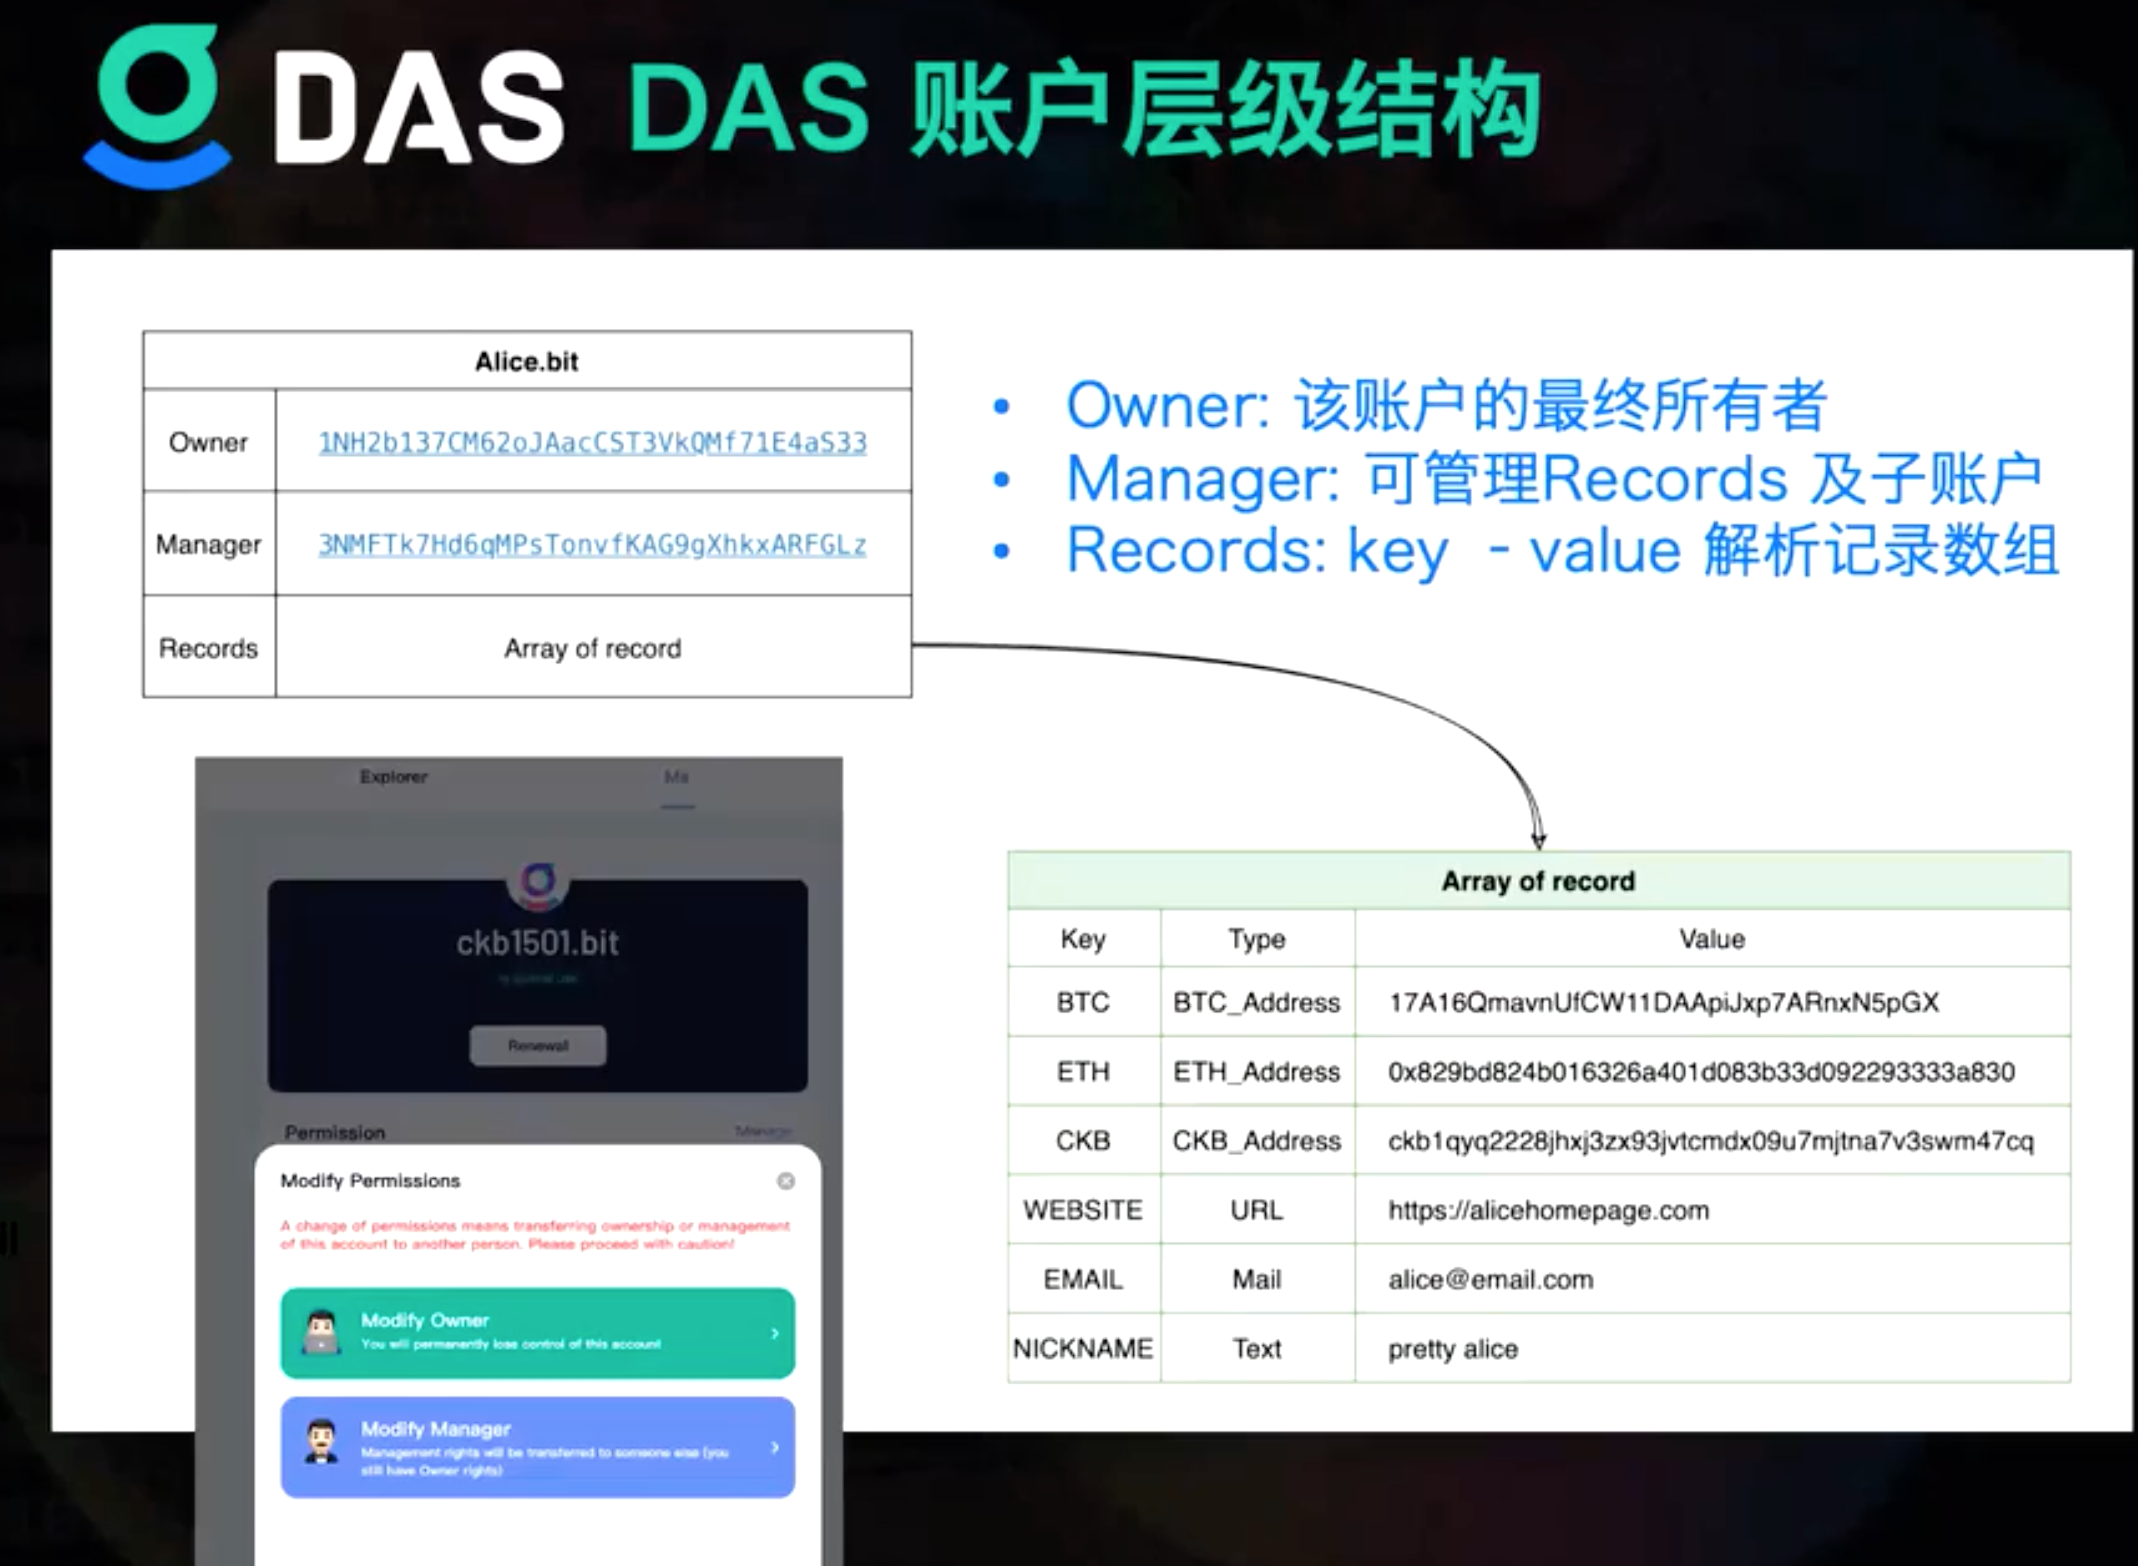 DAS DAS 账户层级结构
Alice.bit
Owner 1NH2b137CM62oJAacCST3VkQMf71E4aS33
Manager 3NMFTk7Hd6qMPsTonvfKAG9gXhkxARFGLz
Records Array of record
• Owner: 该账户的最终所有者
• Manager: 可管理Records 及子账户
• Records: key - value 解析记录数组
Explorer Me
ckb1501.bit
Renewal
Permission Manage
Modify Permissions
A change of permissions means transferring ownership or management
of this account to another person. Please proceed with caution!
Modify Owner
You will permanently lose control of this account
Modify Manager
Management rights will be transferred to someone else (you
still have Owner rights)
Array of record
Key Type Value
BTC BTC_Address 17A16QmavnUfCW11DAApiJxp7ARnxN5pGX
ETH ETH_Address 0x829bd824b016326a401d083b33d092293333a830
CKB CKB_Address ckb1qyq2228jhxj3zx93jvtcmdx09u7mjtna7v3swm47cq
WEBSITE URL https://alicehomepage.com
EMAIL Mail alice@email.com
NICKNAME Text pretty alice